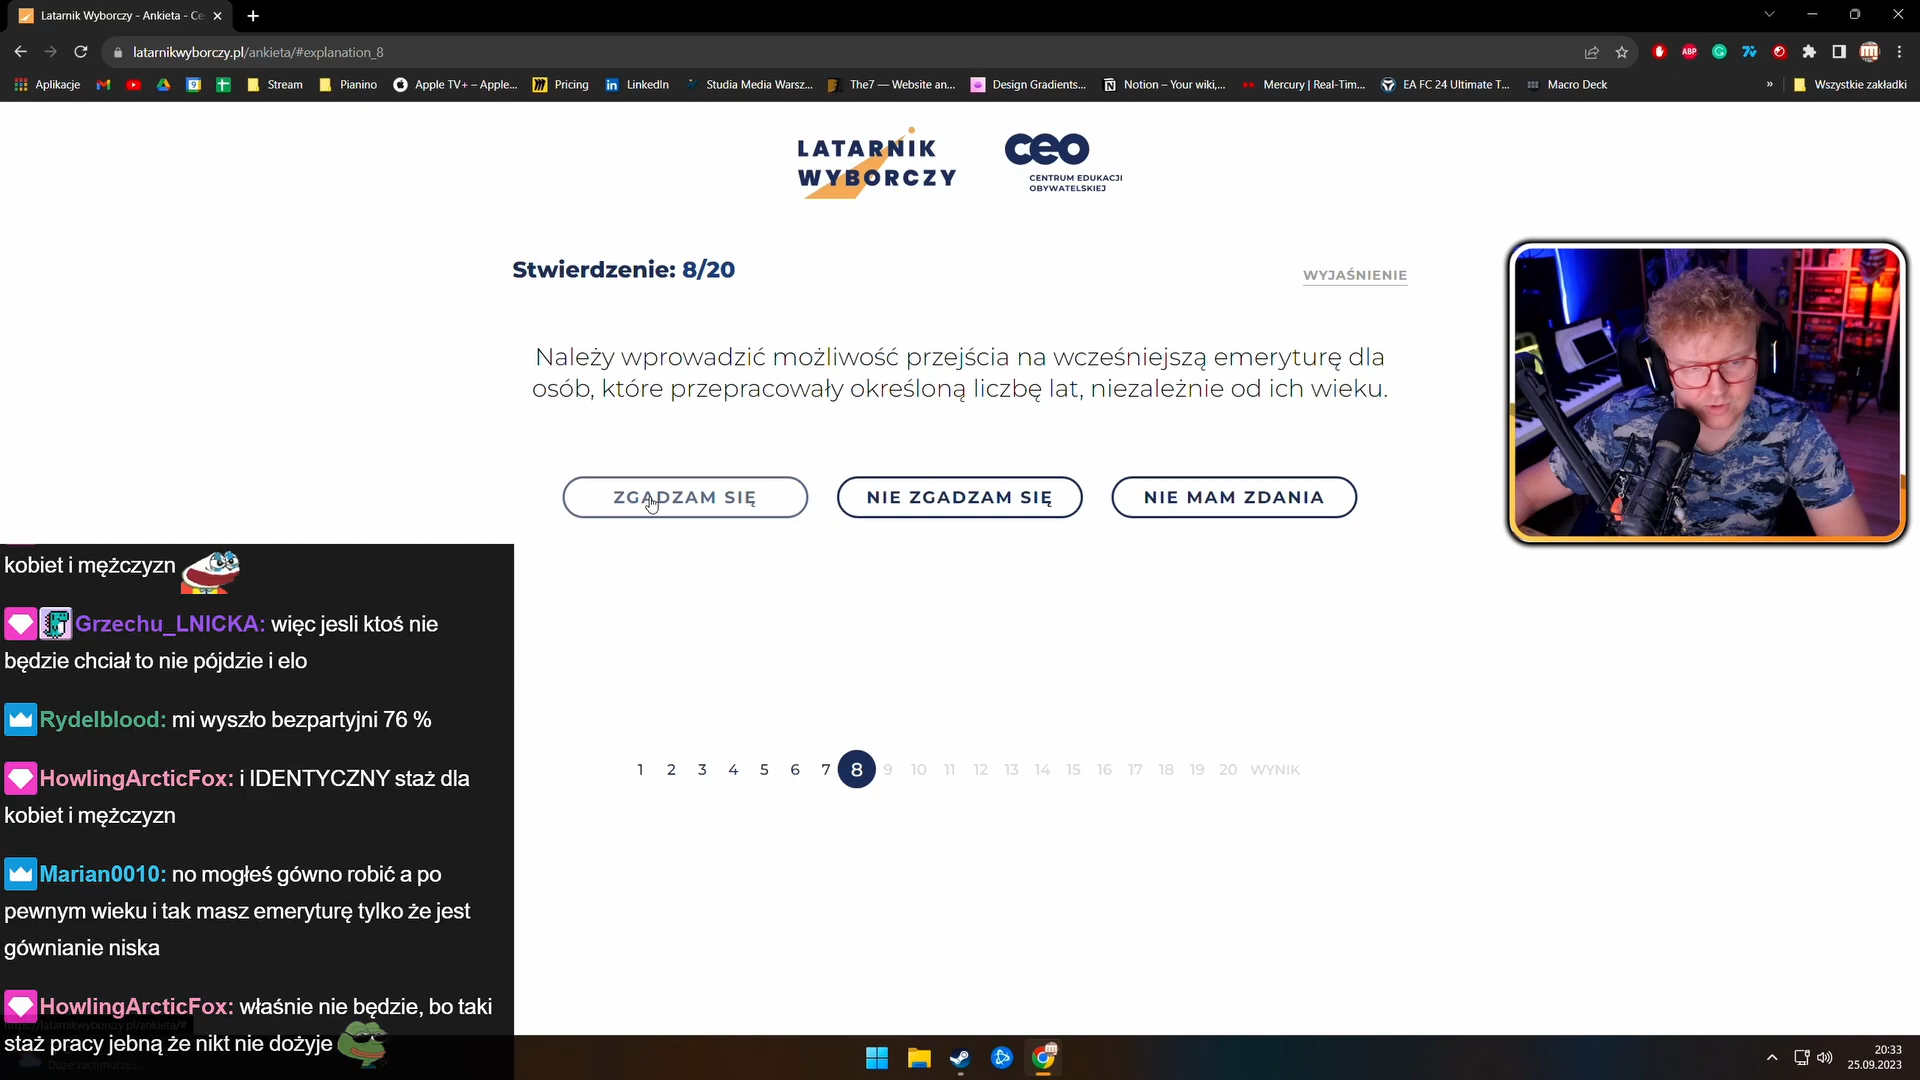 Latarnik Wyborczy - Ankieta - Ce
latarnikwyborczy.pl/ankieta/#explanation_8
Aplikacje
Stream
Pianino
Apple TV+ – Apple...
Pricing
LinkedIn
Studia Media Warsz...
The7 — Website an...
Design Gradients...
Notion – Your wiki,...
Mercury | Real-Tim...
EA FC 24 Ultimate T...
Macro Deck
»
Wszystkie zakładki
LATARNIK
WYBORCZY
ceo
CENTRUM EDUKACJI
OBYWATELSKIEJ
Stwierdzenie: 8/20
WYJAŚNIENIE
Należy wprowadzić możliwość przejścia na wcześniejszą emeryturę dla
osób, które przepracowały określoną liczbę lat, niezależnie od ich wieku.
ZGADZAM SIĘ
NIE ZGADZAM SIĘ
NIE MAM ZDANIA
kobiet i mężczyzn
Grzechu_LNICKA: więc jesli ktoś nie
będzie chciał to nie pójdzie i elo
Rydelblood: mi wyszło bezpartyjni 76 %
HowlingArcticFox: i IDENTYCZNY staż dla
kobiet i mężczyzn
Marian0010: no mogłeś gówno robić a po
pewnym wieku i tak masz emeryturę tylko że jest
gównianie niska
HowlingArcticFox: właśnie nie będzie, bo taki
https://latarnikwyborczy.pl/ankieta/#
staż pracy jebną że nikt nie dożyje
Duże zachmurze...
1 2 3 4 5 6 7 8 9 10 11 12 13 14 15 16 17 18 19 20 WYNIK
20:33
25.09.2023